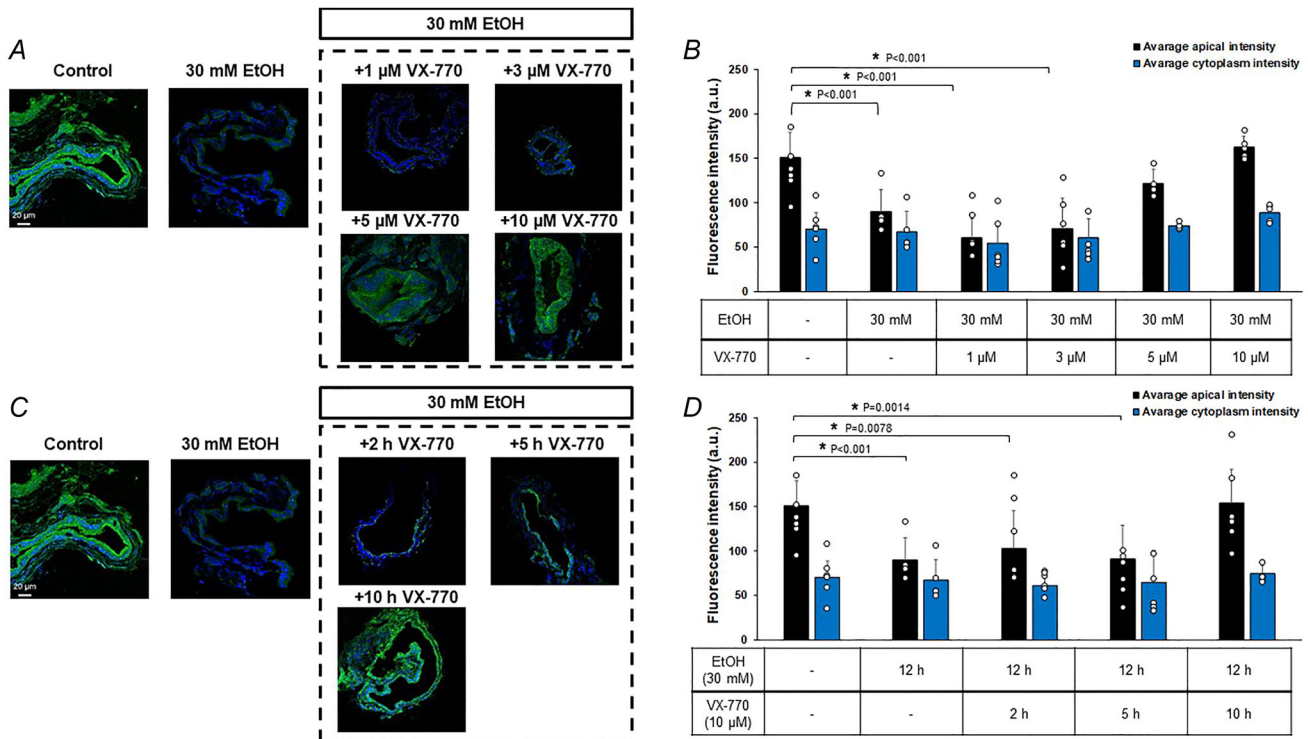 A
30 mM EtOH
Control
30 mM EtOH
+1 µM VX-770
+3 µM VX-770
20 µm
+5 µM VX-770
+10 µM VX-770
B
Avarage apical intensity
Average cytoplasm intensity
* P<0.001
* P<0.001
* P<0.001
Fluorescence intensity (a.u.)
250
200
150
100
50
0
EtOH - 30 mM 30 mM 30 mM 30 mM 30 mM
VX-770 - - 1 µM 3 µM 5 µM 10 µM
C
30 mM EtOH
Control
30 mM EtOH
+2 h VX-770
+5 h VX-770
20 µm
+10 h VX-770
D
Avarage apical intensity
Average cytoplasm intensity
* P=0.0014
* P=0.0078
* P<0.001
Fluorescence intensity (a.u.)
250
200
150
100
50
0
EtOH
(30 mM) - 12 h 12 h 12 h 12 h
VX-770
(10 µM) - - 2 h 5 h 10 h